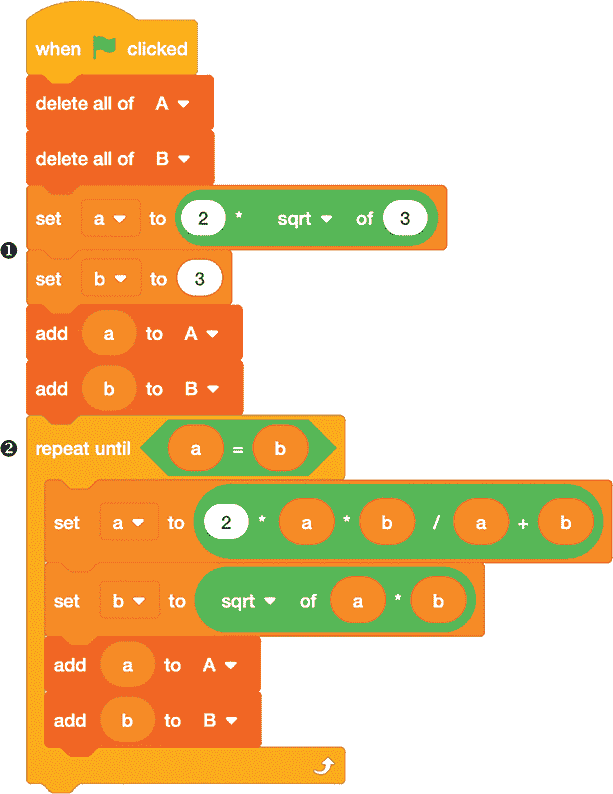 when clicked
delete all of A
delete all of B
set a to 2 * sqrt of 3
❶
set b to 3
add a to A
add b to B
❷ repeat until a = b
set a to 2 * a * b / a + b
set b to sqrt of a * b
add a to A
add b to B